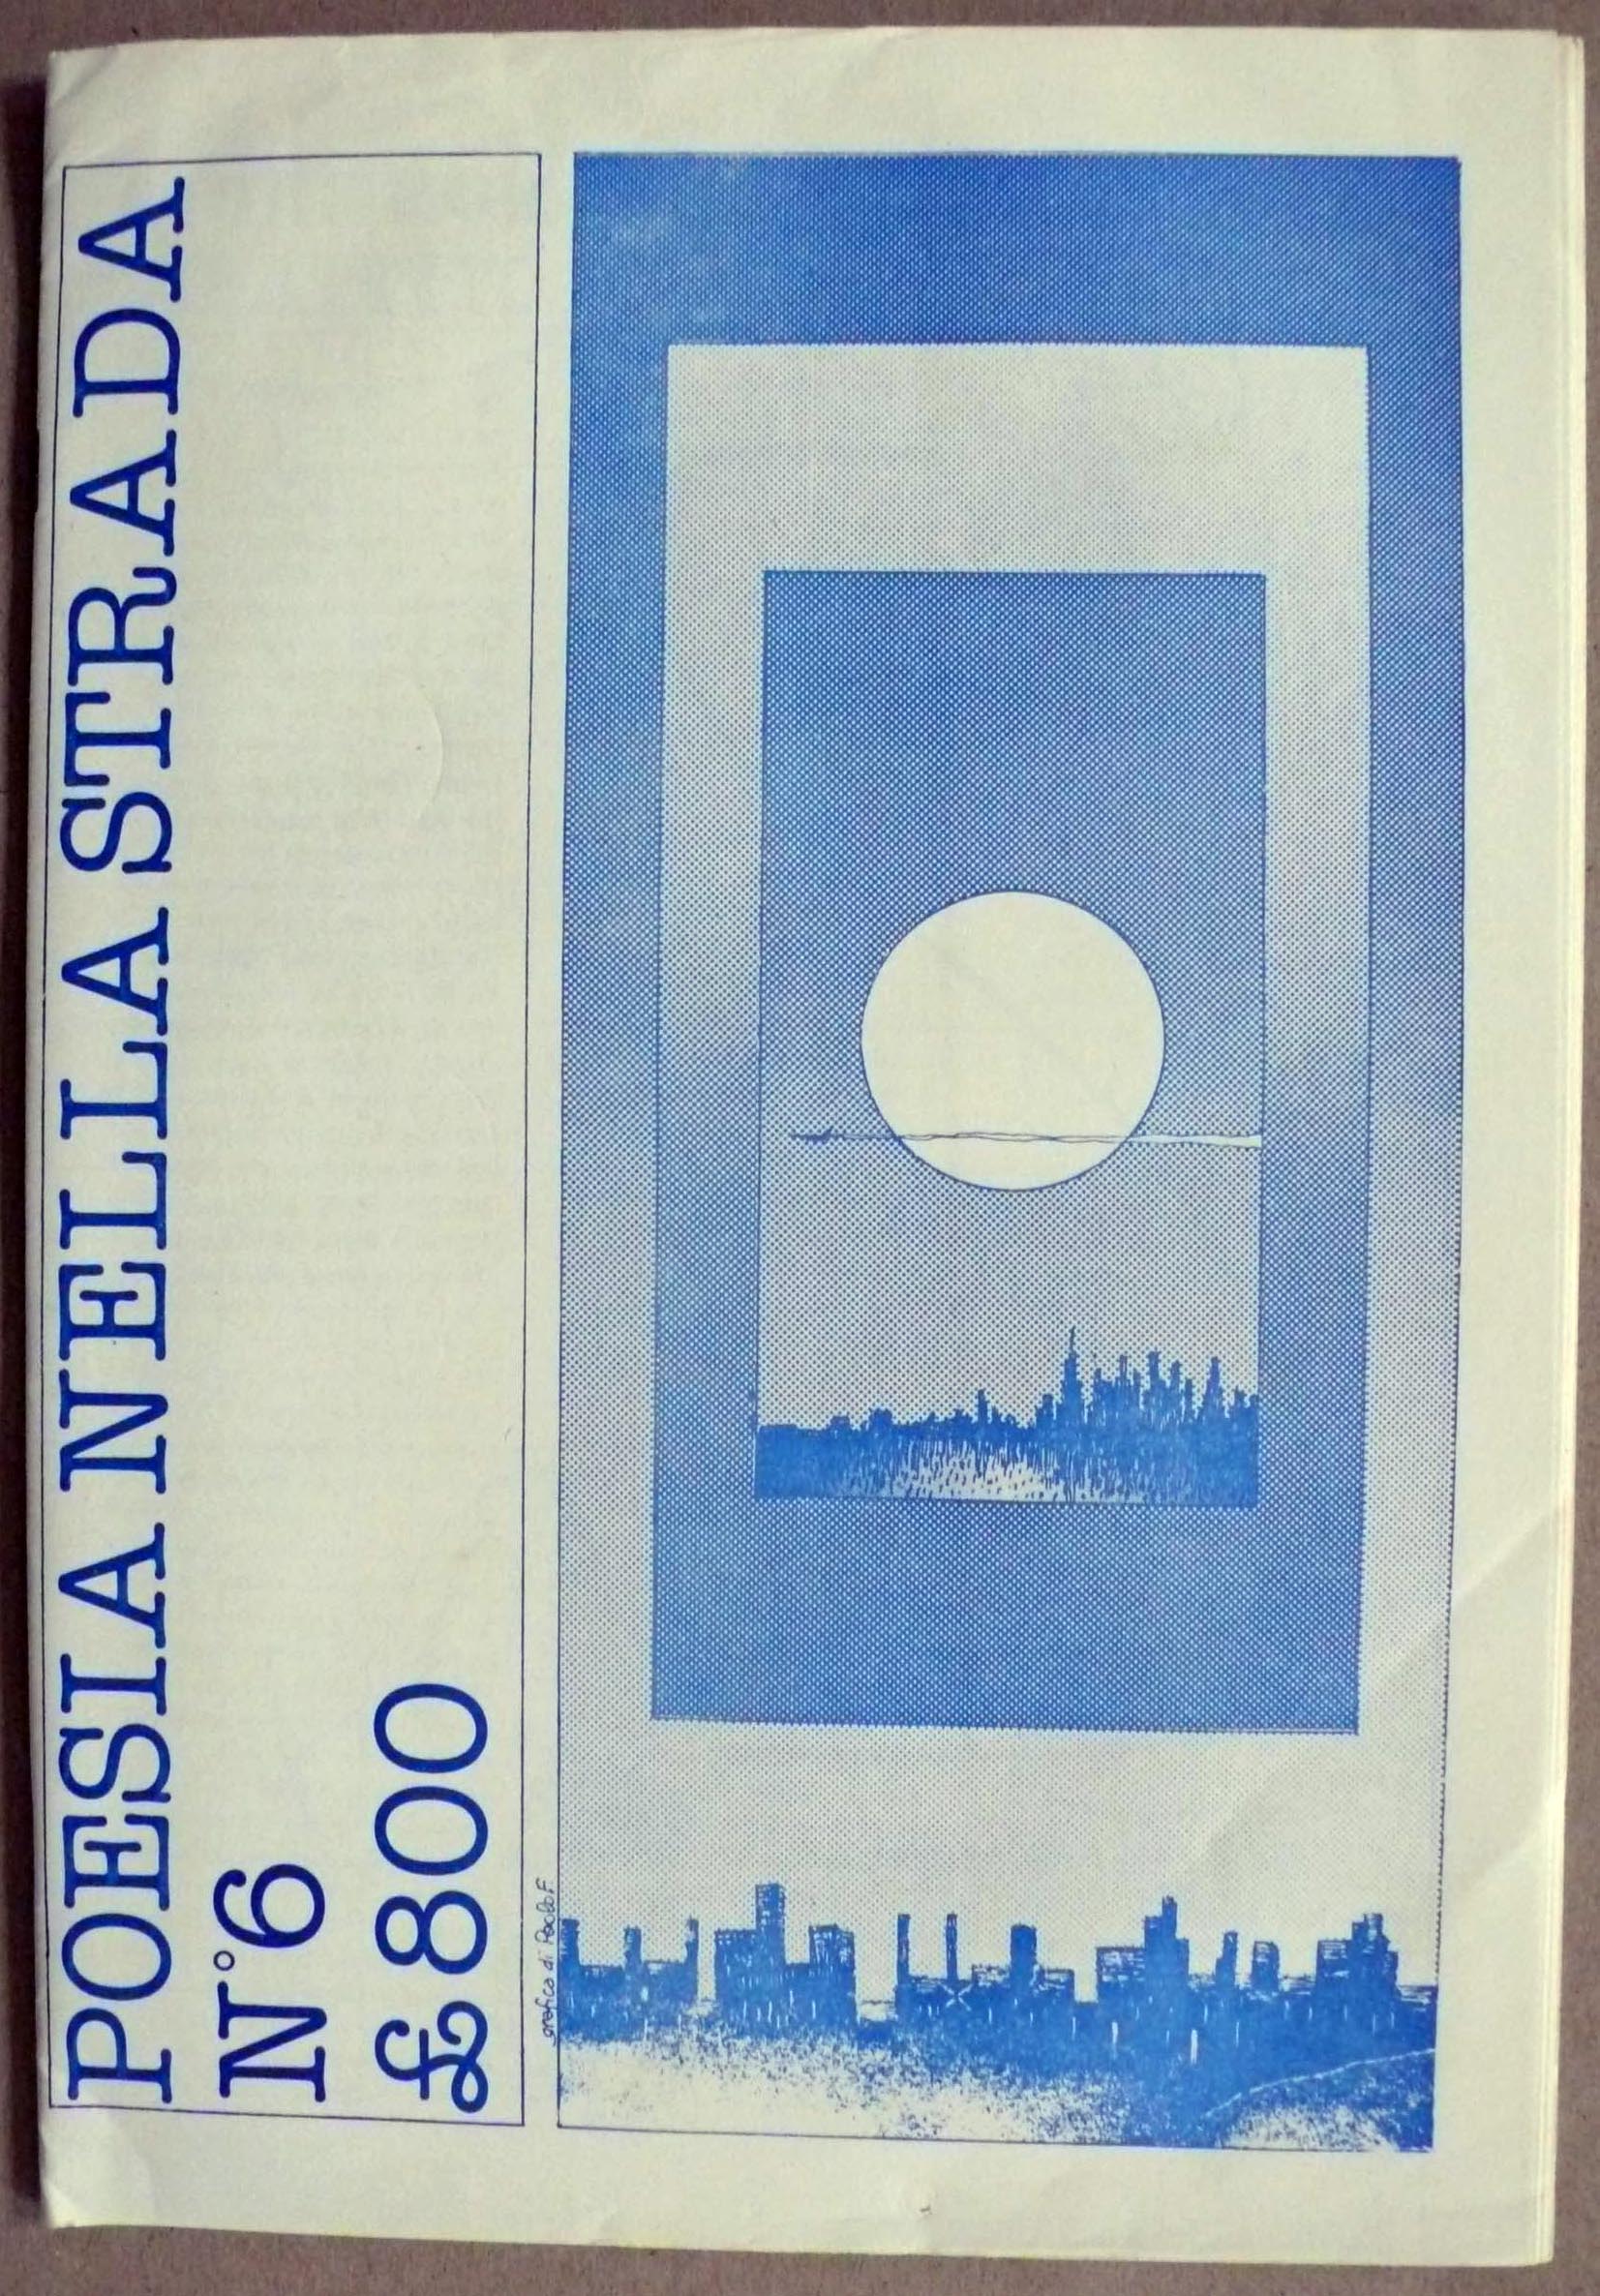 POESIA NELLA STRADA
N°6
£800
grafica di Paolo F